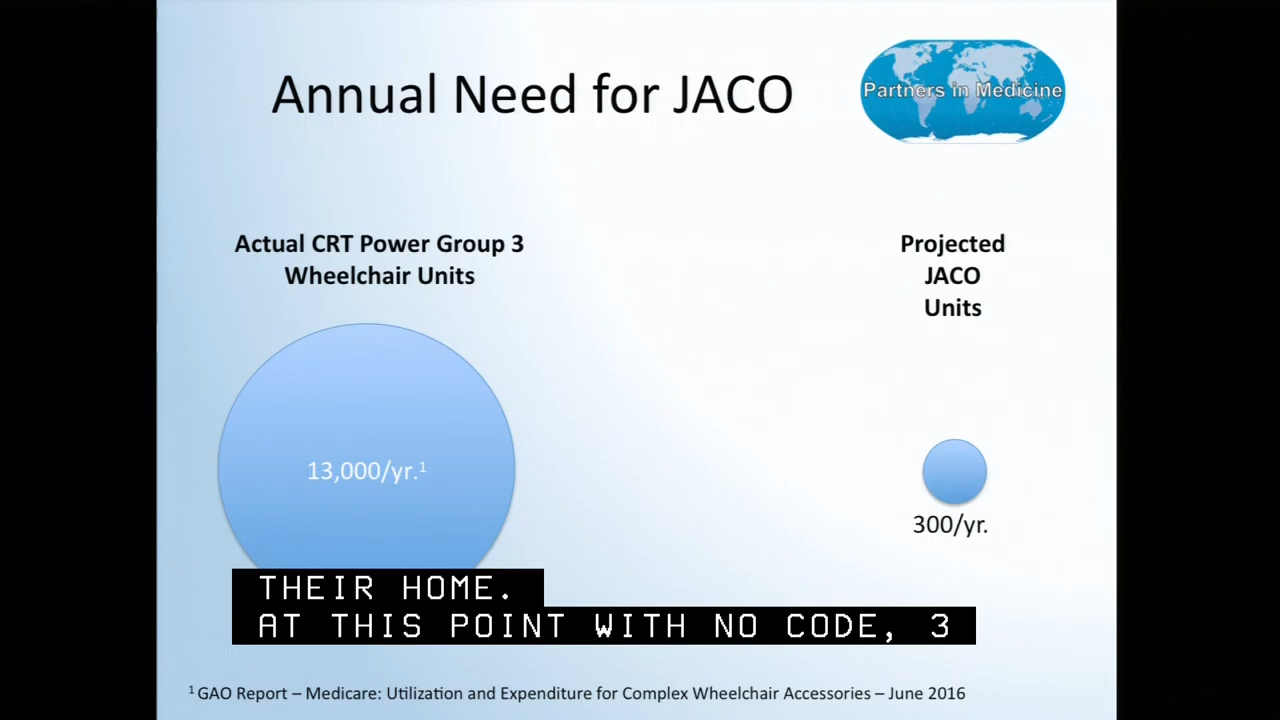 Annual Need for JACO
Partners in Medicine
Actual CRT Power Group 3
Wheelchair Units
Projected
JACO
Units
13,000/yr.¹
300/yr.
THEIR HOME.
AT THIS POINT WITH NO CODE, 3
¹ GAO Report – Medicare: Utilization and Expenditure for Complex Wheelchair Accessories – June 2016